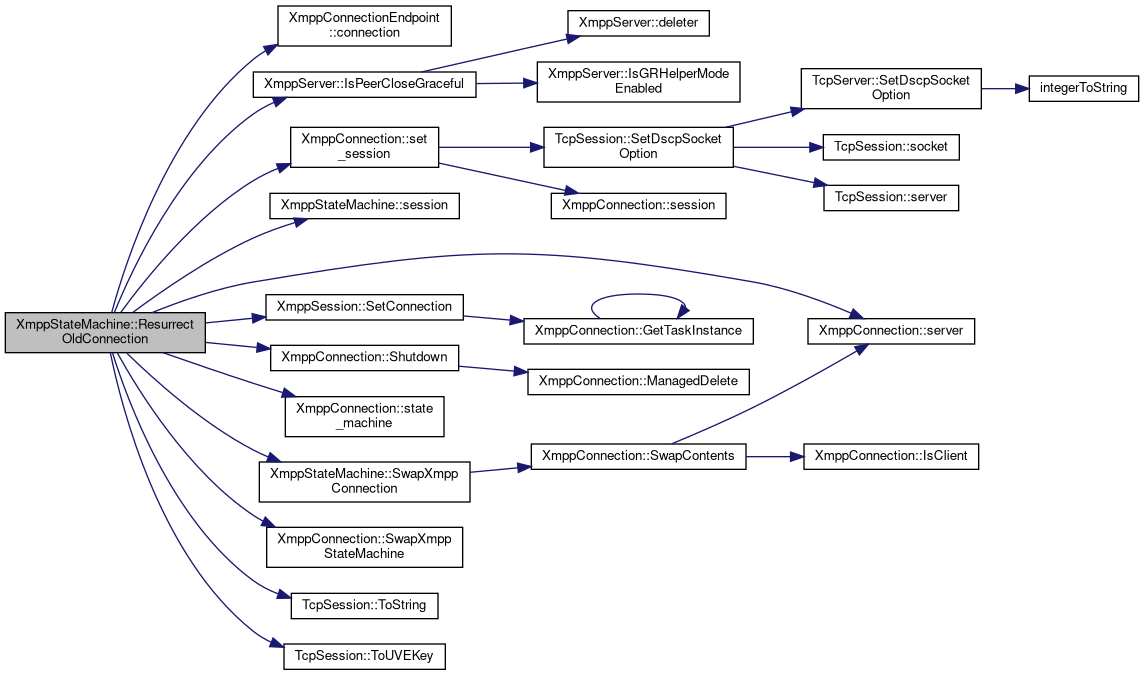 XmppConnectionEndpoint
::connection
XmppServer::deleter
XmppServer::IsPeerCloseGraceful
XmppServer::IsGRHelperMode
Enabled
TcpServer::SetDscpSocket
Option
integerToString
XmppConnection::set
_session
TcpSession::SetDscpSocket
Option
TcpSession::socket
TcpSession::server
XmppStateMachine::session
XmppConnection::session
XmppStateMachine::Resurrect
OldConnection
XmppSession::SetConnection
XmppConnection::GetTaskInstance
XmppConnection::server
XmppConnection::Shutdown
XmppConnection::ManagedDelete
XmppConnection::state
_machine
XmppStateMachine::SwapXmpp
Connection
XmppConnection::SwapContents
XmppConnection::IsClient
XmppConnection::SwapXmpp
StateMachine
TcpSession::ToString
TcpSession::ToUVEKey